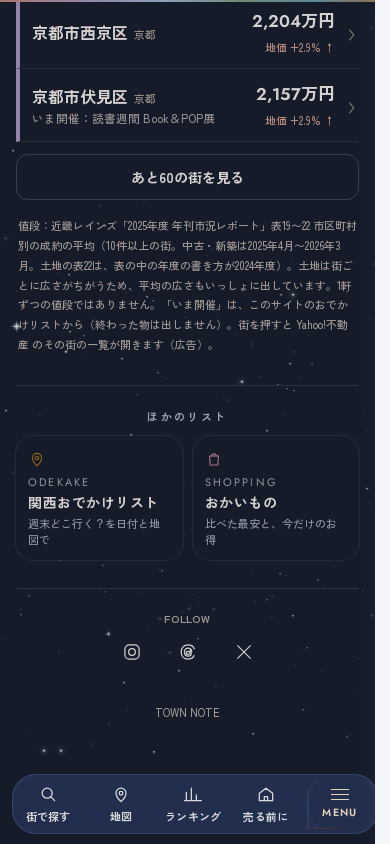 京都市西京区 京都
2,204万円
地価 +2.9% ↑
京都市伏見区 京都
2,157万円
いま開催：読書週間 Book＆POP展
地価 +2.9% ↑
あと60の街を見る
値段：近畿レインズ「2025年度 年刊市況レポート」表19〜22 市区町村
別の成約の平均（10件以上の街。中古・新築は2025年4月〜2026年3
月。土地の表22は、表の中の年度の書き方が2024年度）。土地は街ご
とに広さがちがうため、平均の広さもいっしょに出しています。1軒
ずつの値段ではありません。「いま開催」は、このサイトのおでか
けリストから（終わった物は出しません）。街を押すと Yahoo!不動
産 のその街の一覧が開きます（広告）。
ほかのリスト
ODEKAKE
関西おでかけリスト
週末どこ行く？を日付と地
図で
SHOPPING
おかいもの
比べた最安と、今だけのお
得
FOLLOW
TOWN NOTE
街で探す
地図
ランキング
売る前に
MENU